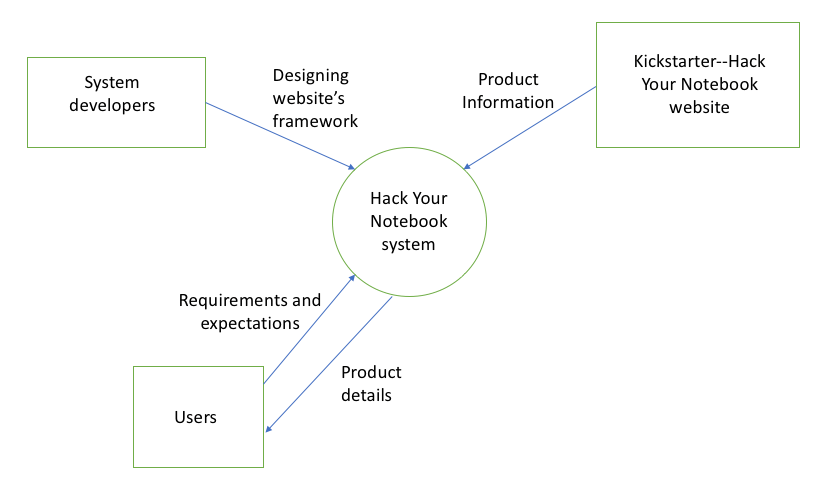 System
developers
Designing
website’s
framework
Product
Information
Kickstarter--Hack
Your Notebook
website
Hack Your
Notebook
system
Requirements and
expectations
Product
details
Users